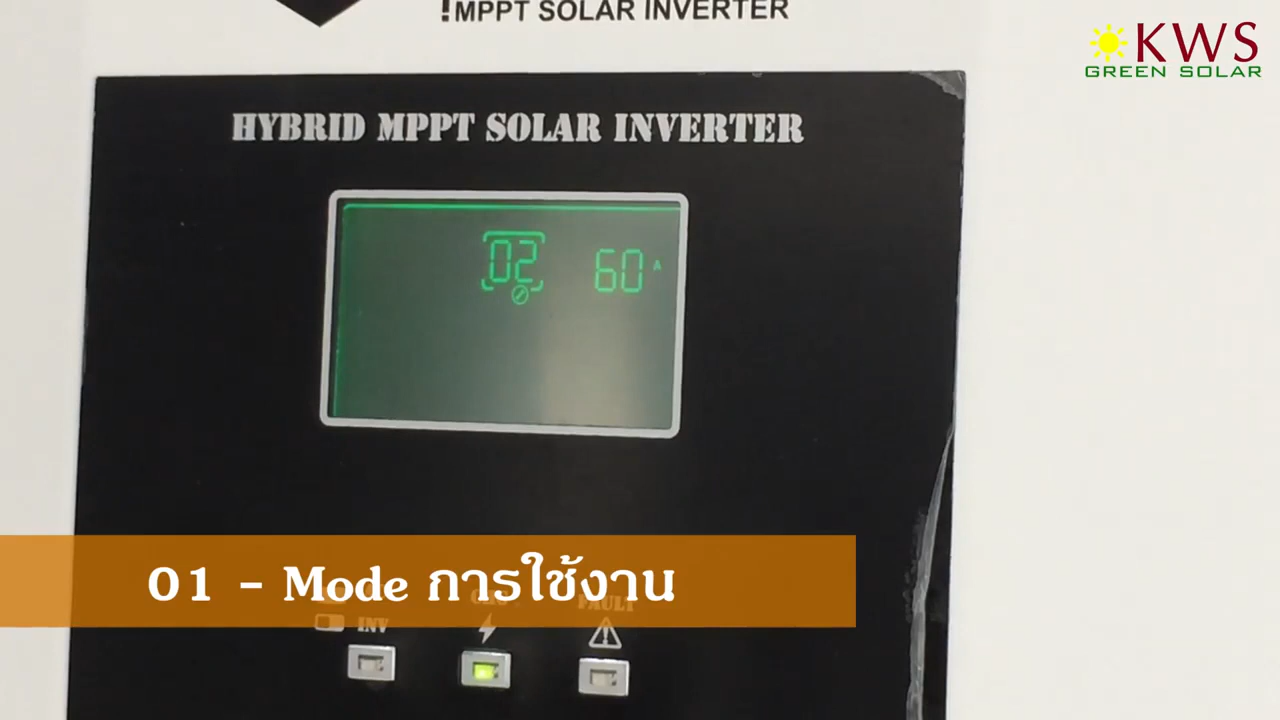 !MPPT SOLAR INVERTER
KWS
GREEN SOLAR
HYBRID MPPT SOLAR INVERTER
02 60 A
01 - Mode การใช้งาน
FAULT
INV